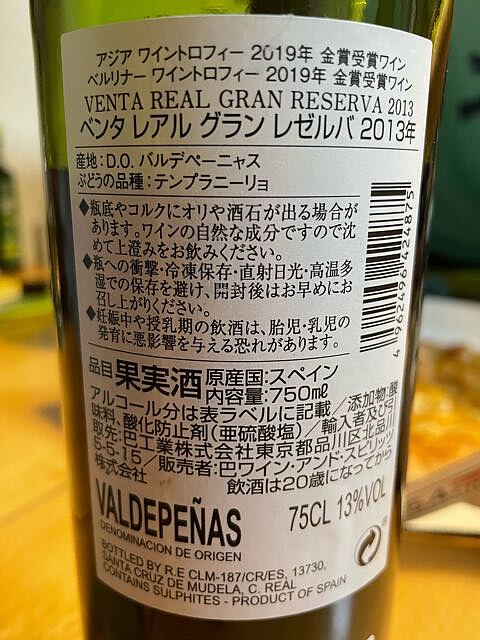 アジア ワイントロフィー 2019年 金賞受賞ワイン
ベルリナー ワイントロフィー 2019年 金賞受賞ワイン
VENTA REAL GRAN RESERVA 2013
ベンタ レアル グラン レゼルバ 2013年
産地:D.O. バルデペーニャス
ぶどうの品種:テンプラニーリョ
◆瓶底やコルクにオリや酒石が出る場合が
あります。ワインの自然な成分ですので沈
めて上澄みをお飲みください。
◆瓶への衝撃・冷凍保存・直射日光・高温多
湿での保存を避け、開封後はお早めにお
召し上がりください。
◆妊娠中や授乳期の飲酒は、胎児・乳児の
発育に悪影響を与える恐れがあります。
4 962496 424875
品目 果実酒 原産国:スペイン
内容量:750mℓ
アルコール分は表ラベルに記載/添加物:酸
味料、酸化防止剤(亜硫酸塩)/輸入者及び引
取先:巴工業株式会社東京都品川区北品川
5-5-15/販売者:巴ワイン・アンド・スピリッツ
株式会社 飲酒は20歳になってから
VALDEPEÑAS
DENOMINACION DE ORIGEN
75CL 13%VOL
BOTTLED BY R.E CLM-187/CR/ES, 13730,
SANTA CRUZ DE MUDELA, C. REAL
CONTAINS SULPHITES - PRODUCT OF SPAIN